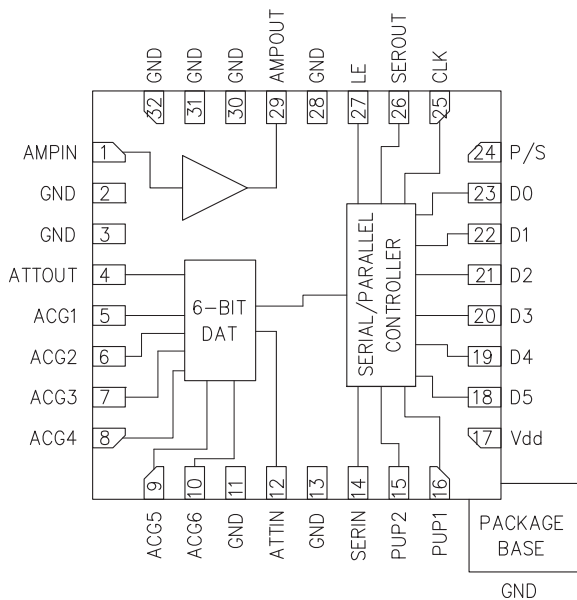 GND
GND
GND
AMPOUT
GND
LE
SEROUT
CLK
32
31
30
29
28
27
26
25
AMPIN 1
GND 2
GND 3
ATTOUT 4
ACG1 5
ACG2 6
ACG3 7
ACG4 8
6-BIT
DAT
SERIAL/PARALLEL
CONTROLLER
24 P/S
23 D0
22 D1
21 D2
20 D3
19 D4
18 D5
17 Vdd
9
10
11
12
13
14
15
16
ACG5
ACG6
GND
ATTIN
GND
SERIN
PUP2
PUP1
PACKAGE
BASE
GND